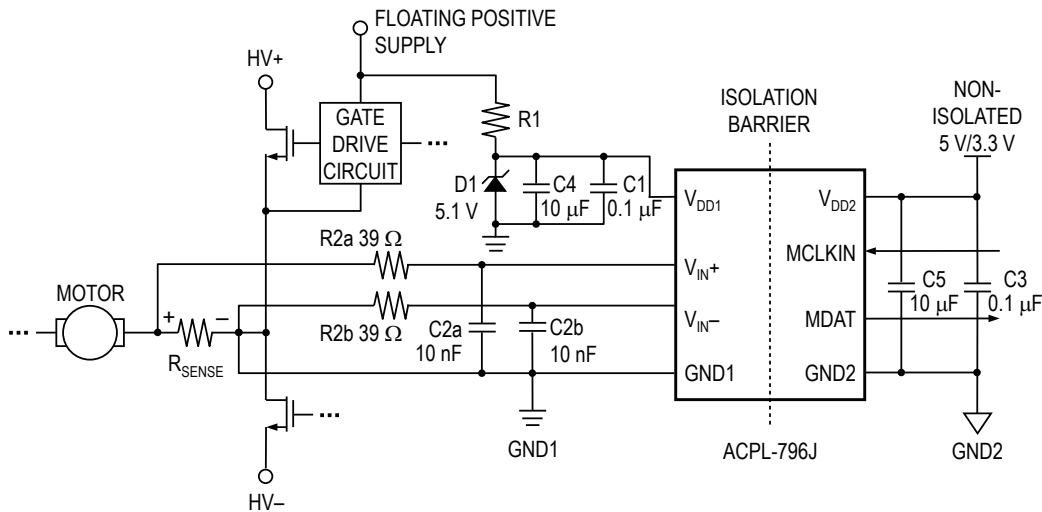 FLOATING POSITIVE
SUPPLY
HV+
GATE
DRIVE
CIRCUIT
...
R1
D1
5.1 V
C4
10 μF
C1
0.1 μF
ISOLATION
BARRIER
NON-
ISOLATED
5 V/3.3 V
VDD1
VIN+
VIN–
GND1
VDD2
MCLKIN
MDAT
GND2
C5
10 μF
C3
0.1 μF
R2a 39 Ω
R2b 39 Ω
C2a
10 nF
C2b
10 nF
MOTOR
...
+
–
RSENSE
...
HV–
GND1
ACPL-796J
GND2